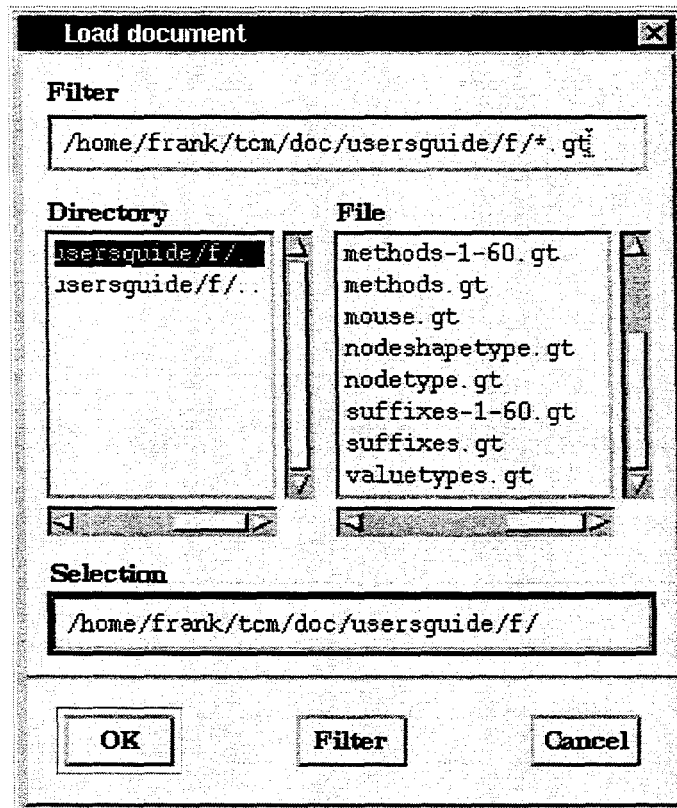 Load document
Filter
/home/frank/tcm/doc/usersguide/f/*.gt
Directory
File
usersguide/f/.
usersguide/f/..
methods-1-60.gt
methods.gt
mouse.gt
nodeshapetype.gt
nodetype.gt
suffixes-1-60.gt
suffixes.gt
valuetypes.gt
Selection
/home/frank/tcm/doc/usersguide/f/
OK
Filter
Cancel